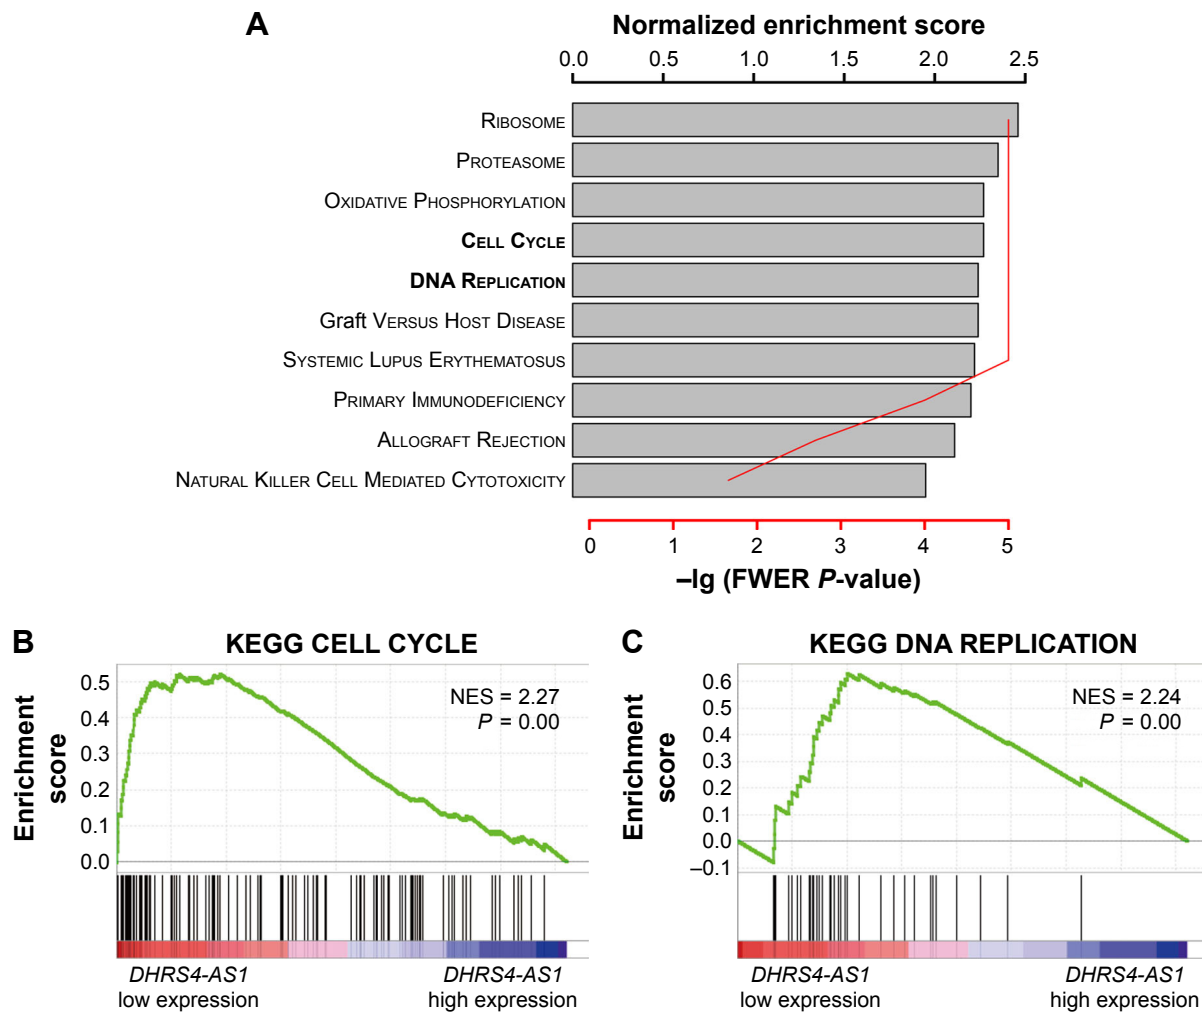 A
Normalized enrichment score
0.0 0.5 1.0 1.5 2.0 2.5
Ribosome
Proteasome
Oxidative Phosphorylation
Cell Cycle
DNA Replication
Graft Versus Host Disease
Systemic Lupus Erythematosus
Primary Immunodeficiency
Allograft Rejection
Natural Killer Cell Mediated Cytotoxicity
0 1 2 3 4 5
–lg (FWER P-value)
B
KEGG CELL CYCLE
Enrichment
score
0.5
0.4
0.3
0.2
0.1
0.0
NES = 2.27
P = 0.00
DHRS4-AS1
low expression
DHRS4-AS1
high expression
C
KEGG DNA REPLICATION
Enrichment
score
0.6
0.5
0.4
0.3
0.2
0.1
0.0
–0.1
NES = 2.24
P = 0.00
DHRS4-AS1
low expression
DHRS4-AS1
high expression